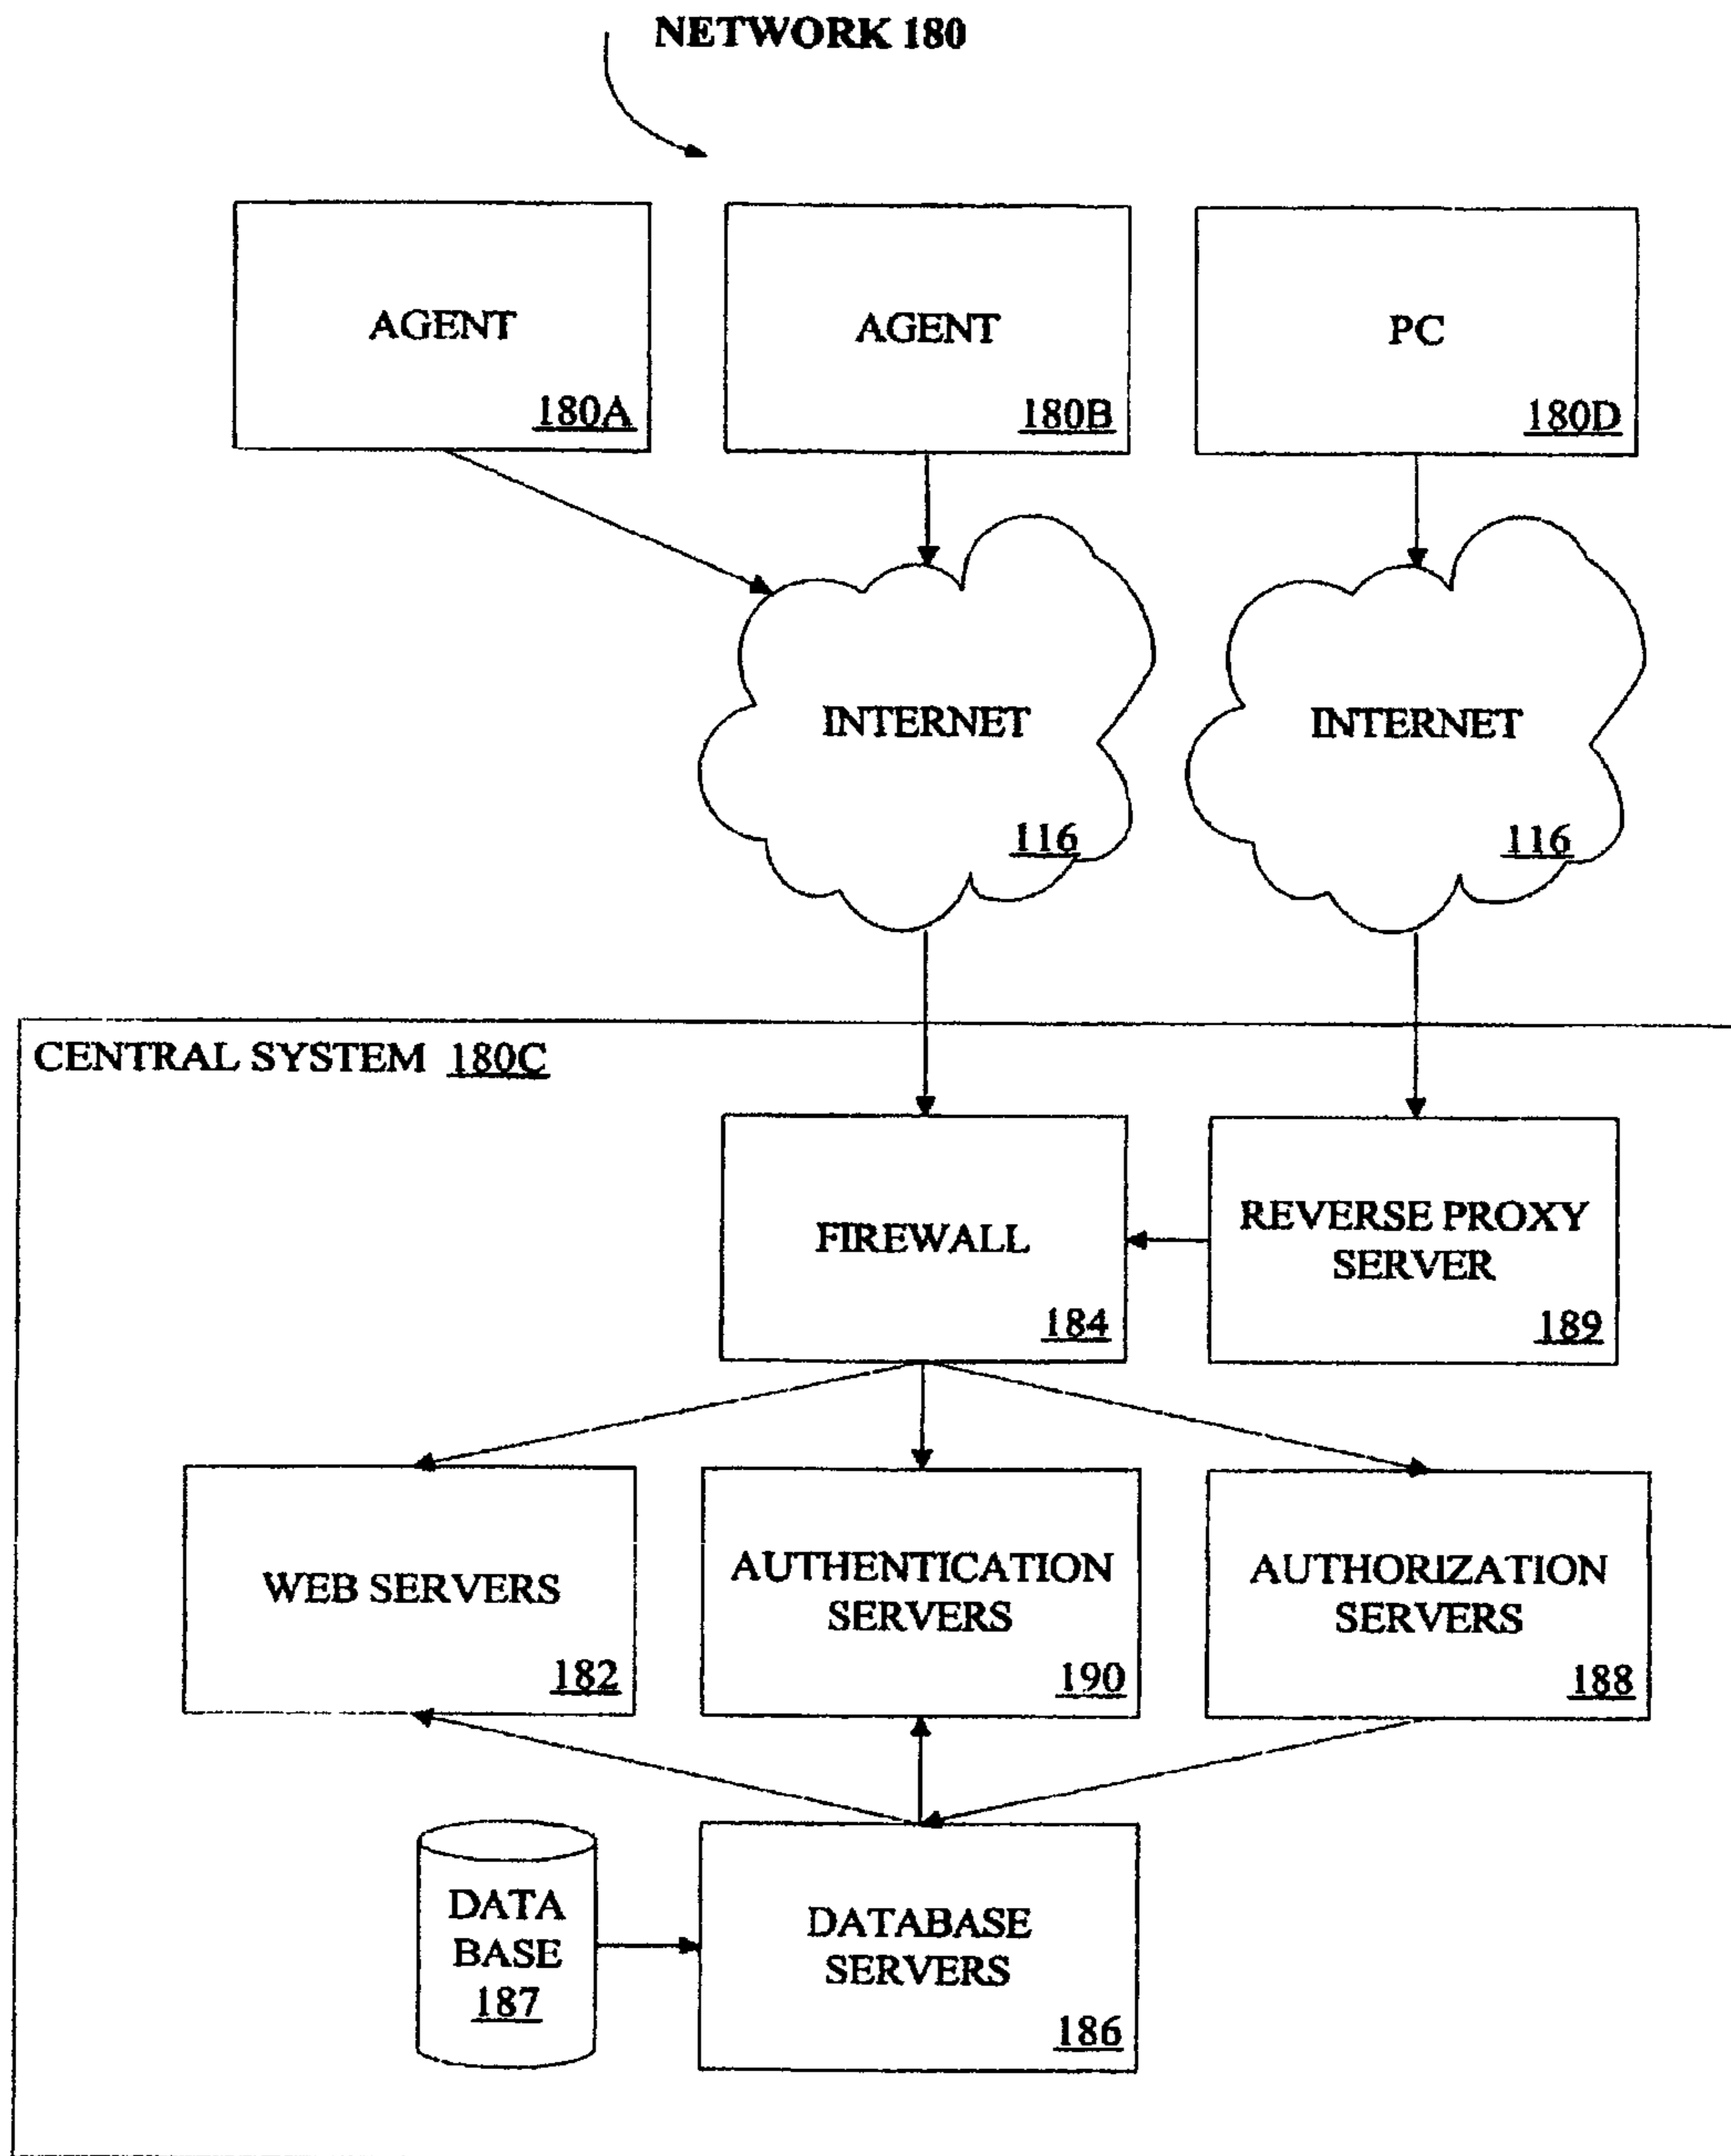 NETWORK 180
AGENT
180A
AGENT
180B
PC
180D
INTERNET
116
INTERNET
116
CENTRAL SYSTEM 180C
FIREWALL
184
REVERSE PROXY
SERVER
189
WEB SERVERS
182
AUTHENTICATION
SERVERS
190
AUTHORIZATION
SERVERS
188
DATA
BASE
187
DATABASE
SERVERS
186